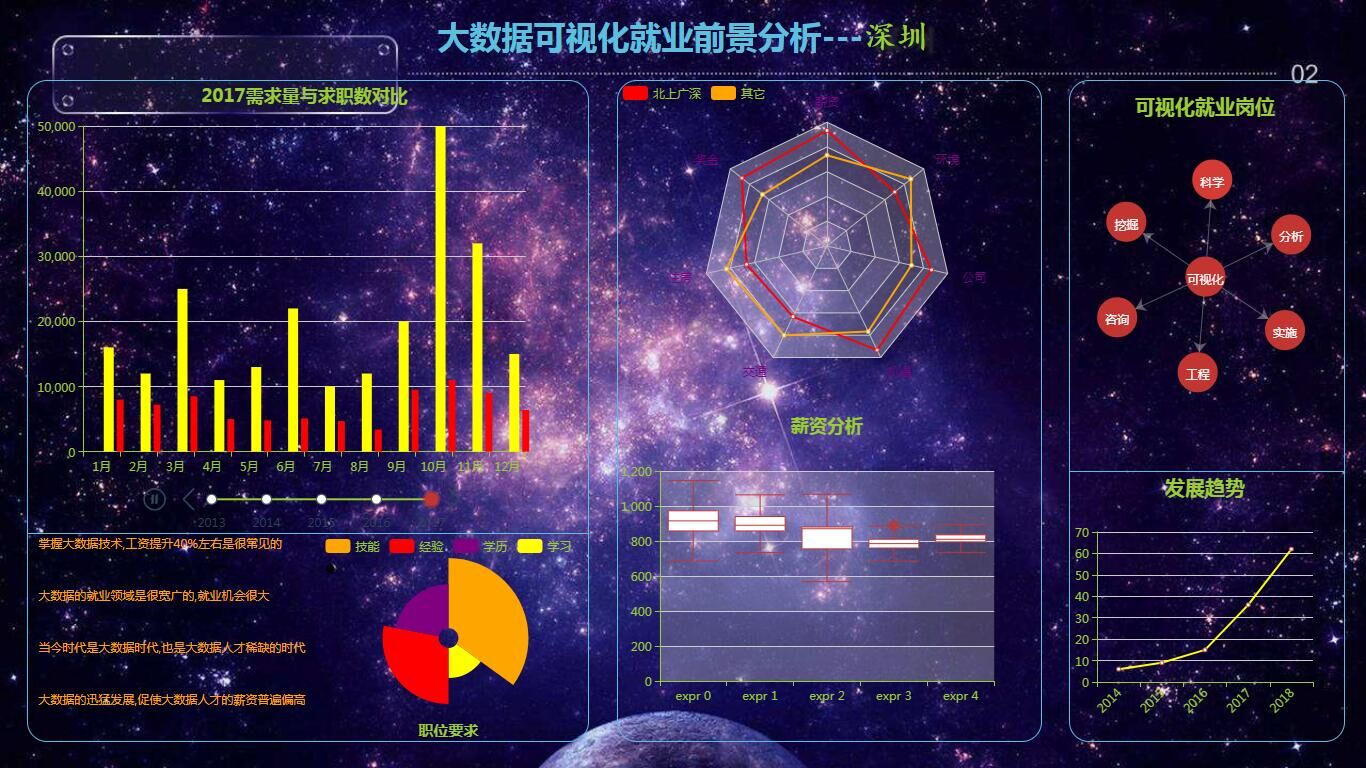 大数据可视化就业前景分析---深圳
02
2017需求量与求职数对比
50,000
40,000
30,000
20,000
10,000
0
1月 2月 3月 4月 5月 6月 7月 8月 9月 10月 11月 12月
2013 2014 2015 2016 2017
掌握大数据技术,工资提升40%左右是很常见的
大数据的就业领域是很宽广的,就业机会很大
当今时代是大数据时代,也是大数据人才稀缺的时代
大数据的迅猛发展,促使大数据人才的薪资普遍偏高
技能 经验 学历 学习
职位要求
北上广深 其它
薪资
奖金
环境
公司
交通
薪资分析
1,200
1,000
800
600
400
200
0
expr 0 expr 1 expr 2 expr 3 expr 4
可视化就业岗位
科学
挖掘
分析
可视化
咨询
实施
工程
发展趋势
70
60
50
40
30
20
10
0
2014 2015 2016 2017 2018